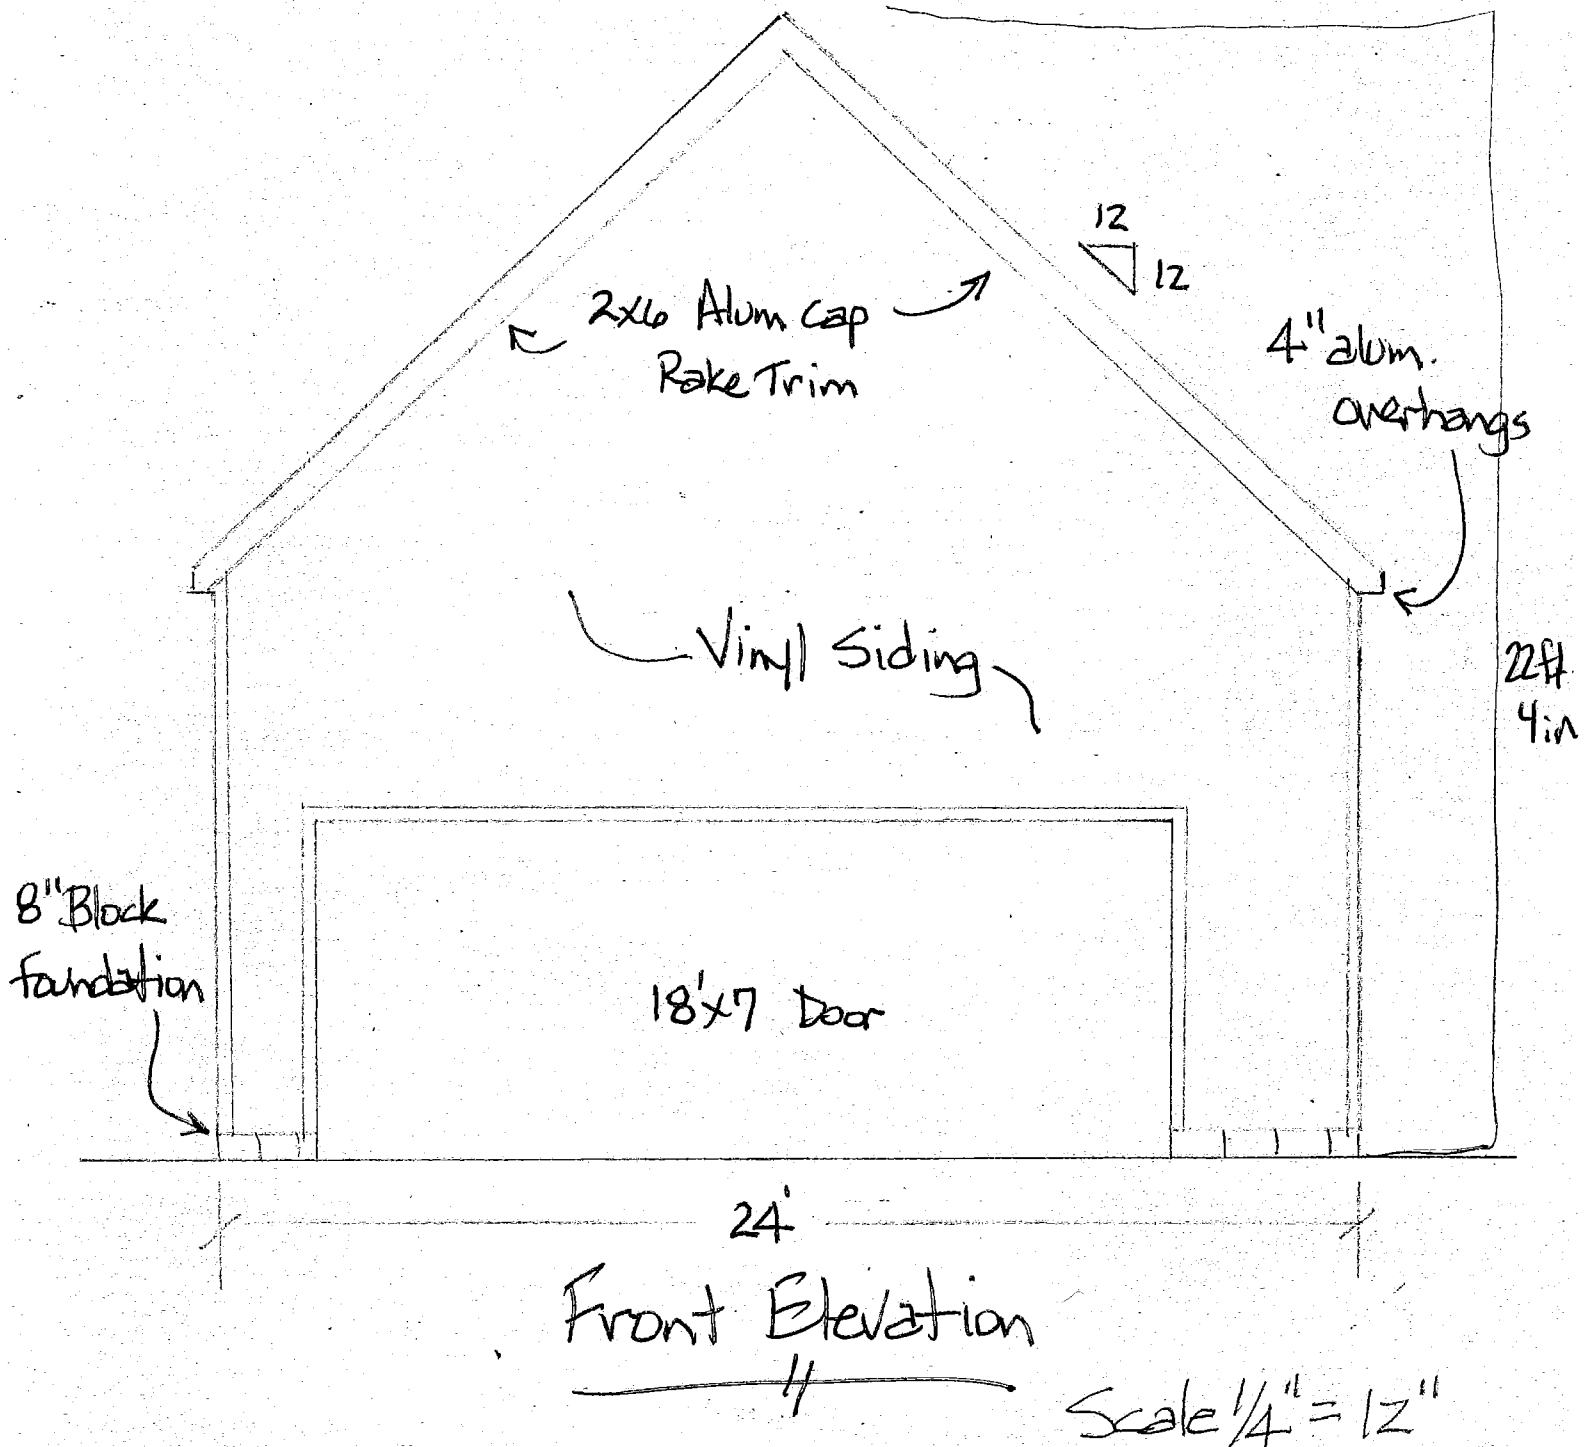 12
12
2x6 Alum Cap
Rake Trim
4" alum.
overhangs
Vinyl Siding
22ft
4in
8" Block
foundation
18'x7 Door
24'
Front Elevation
Scale 1/4" = 12"